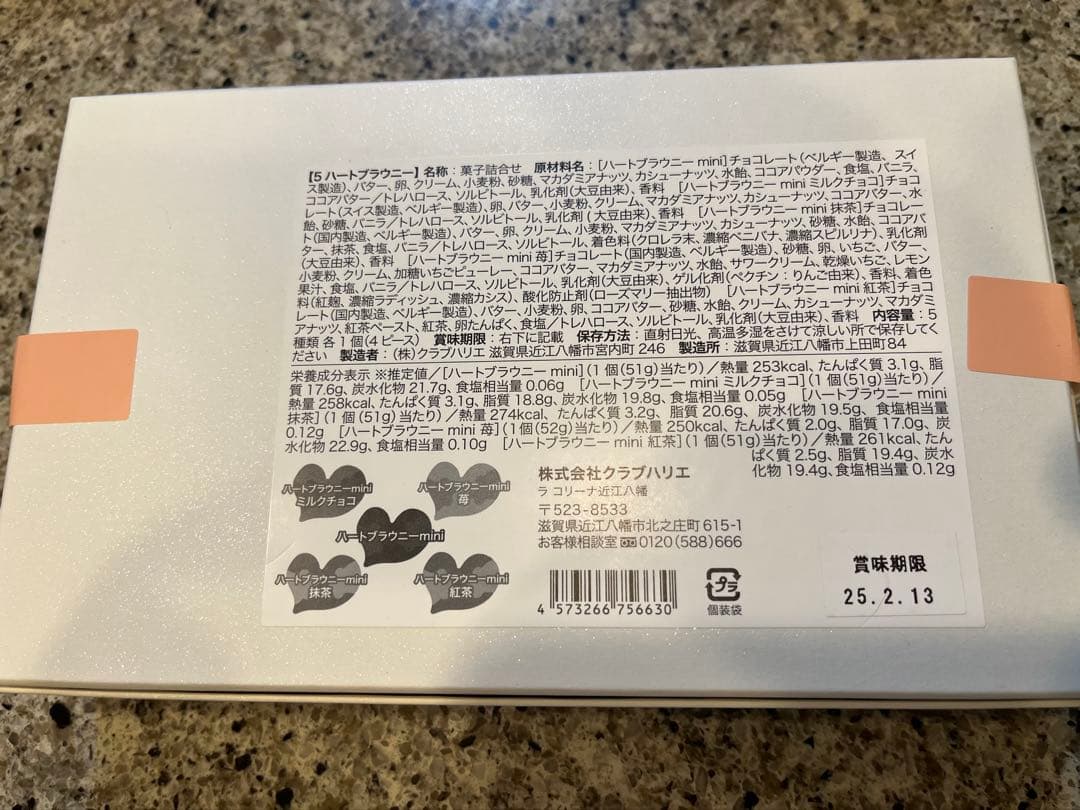 【5 ハートブラウニー】名称：菓子詰合せ 原材料名：[ハートブラウニー mini]チョコレート(ベルギー製造、スイ
ス製造)、バター、卵、クリーム、小麦粉、砂糖、マカダミアナッツ、カシューナッツ、水飴、ココアパウダー、食塩、バニラ、
ココアバター／トレハロース、ソルビトール、乳化剤(大豆由来)、香料 [ハートブラウニー mini ミルクチョコ]チョコ
レート(スイス製造、ベルギー製造)、卵、バター、小麦粉、クリーム、マカダミアナッツ、カシューナッツ、ココアバター、水
飴、砂糖、バニラ／トレハロース、ソルビトール、乳化剤(大豆由来)、香料 [ハートブラウニー mini 抹茶]チョコレー
ト(国内製造、ベルギー製造)、バター、卵、クリーム、小麦粉、マカダミアナッツ、カシューナッツ、砂糖、水飴、ココアバ
ター、抹茶、食塩、バニラ／トレハロース、ソルビトール、着色料(クロレラ末、濃縮ベニバナ、濃縮スピルリナ)、乳化剤
(大豆由来)、香料 [ハートブラウニー mini 苺]チョコレート(国内製造、ベルギー製造)、砂糖、卵、いちご、バター、
小麦粉、クリーム、加糖いちごピューレー、ココアバター、マカダミアナッツ、水飴、サワークリーム、乾燥いちご、レモン
果汁、食塩、バニラ／トレハロース、ソルビトール、乳化剤(大豆由来)、ゲル化剤(ペクチン：りんご由来)、香料、着色
料(紅麹、濃縮ラディッシュ、濃縮カシス)、酸化防止剤(ローズマリー抽出物) [ハートブラウニー mini 紅茶]チョコ
レート(国内製造、ベルギー製造)、バター、小麦粉、卵、ココアバター、砂糖、水飴、クリーム、カシューナッツ、マカダミ
アナッツ、紅茶ペースト、紅茶、卵たんぱく、食塩／トレハロース、ソルビトール、乳化剤(大豆由来)、香料 内容量：5
種類 各1個(4ピース) 賞味期限：右下に記載 保存方法：直射日光、高温多湿をさけて涼しい所で保存してく
ださい 製造者：(株)クラブハリエ 滋賀県近江八幡市宮内町 246 製造所：滋賀県近江八幡市上田町84
栄養成分表示 ※推定値／[ハートブラウニー mini](1個(51g)当たり)／熱量 253kcal、たんぱく質 3.1g、脂
質 17.6g、炭水化物 21.7g、食塩相当量 0.06g [ハートブラウニー mini ミルクチョコ](1個(51g)当たり)／
熱量 258kcal、たんぱく質 3.1g、脂質 18.8g、炭水化物 19.8g、食塩相当量 0.05g [ハートブラウニー mini
抹茶](1個(51g)当たり)／熱量 274kcal、たんぱく質 3.2g、脂質 20.6g、炭水化物 19.5g、食塩相当量
0.12g [ハートブラウニー mini 苺](1個(52g)当たり)／熱量 250kcal、たんぱく質 2.0g、脂質 17.0g、炭
水化物 22.9g、食塩相当量 0.10g [ハートブラウニー mini 紅茶](1個(51g)当たり)／熱量 261kcal、たん
ぱく質 2.5g、脂質 19.4g、炭水
化物 19.4g、食塩相当量 0.12g
ハートブラウニーmini
ミルクチョコ
ハートブラウニーmini
苺
ハートブラウニーmini
ハートブラウニーmini
抹茶
ハートブラウニーmini
紅茶
株式会社クラブハリエ
ラ コリーナ近江八幡
〒523-8533
滋賀県近江八幡市北之庄町 615-1
お客様相談室 0120(588)666
4 573266 756630
プラ
個装袋
賞味期限
25.2.13